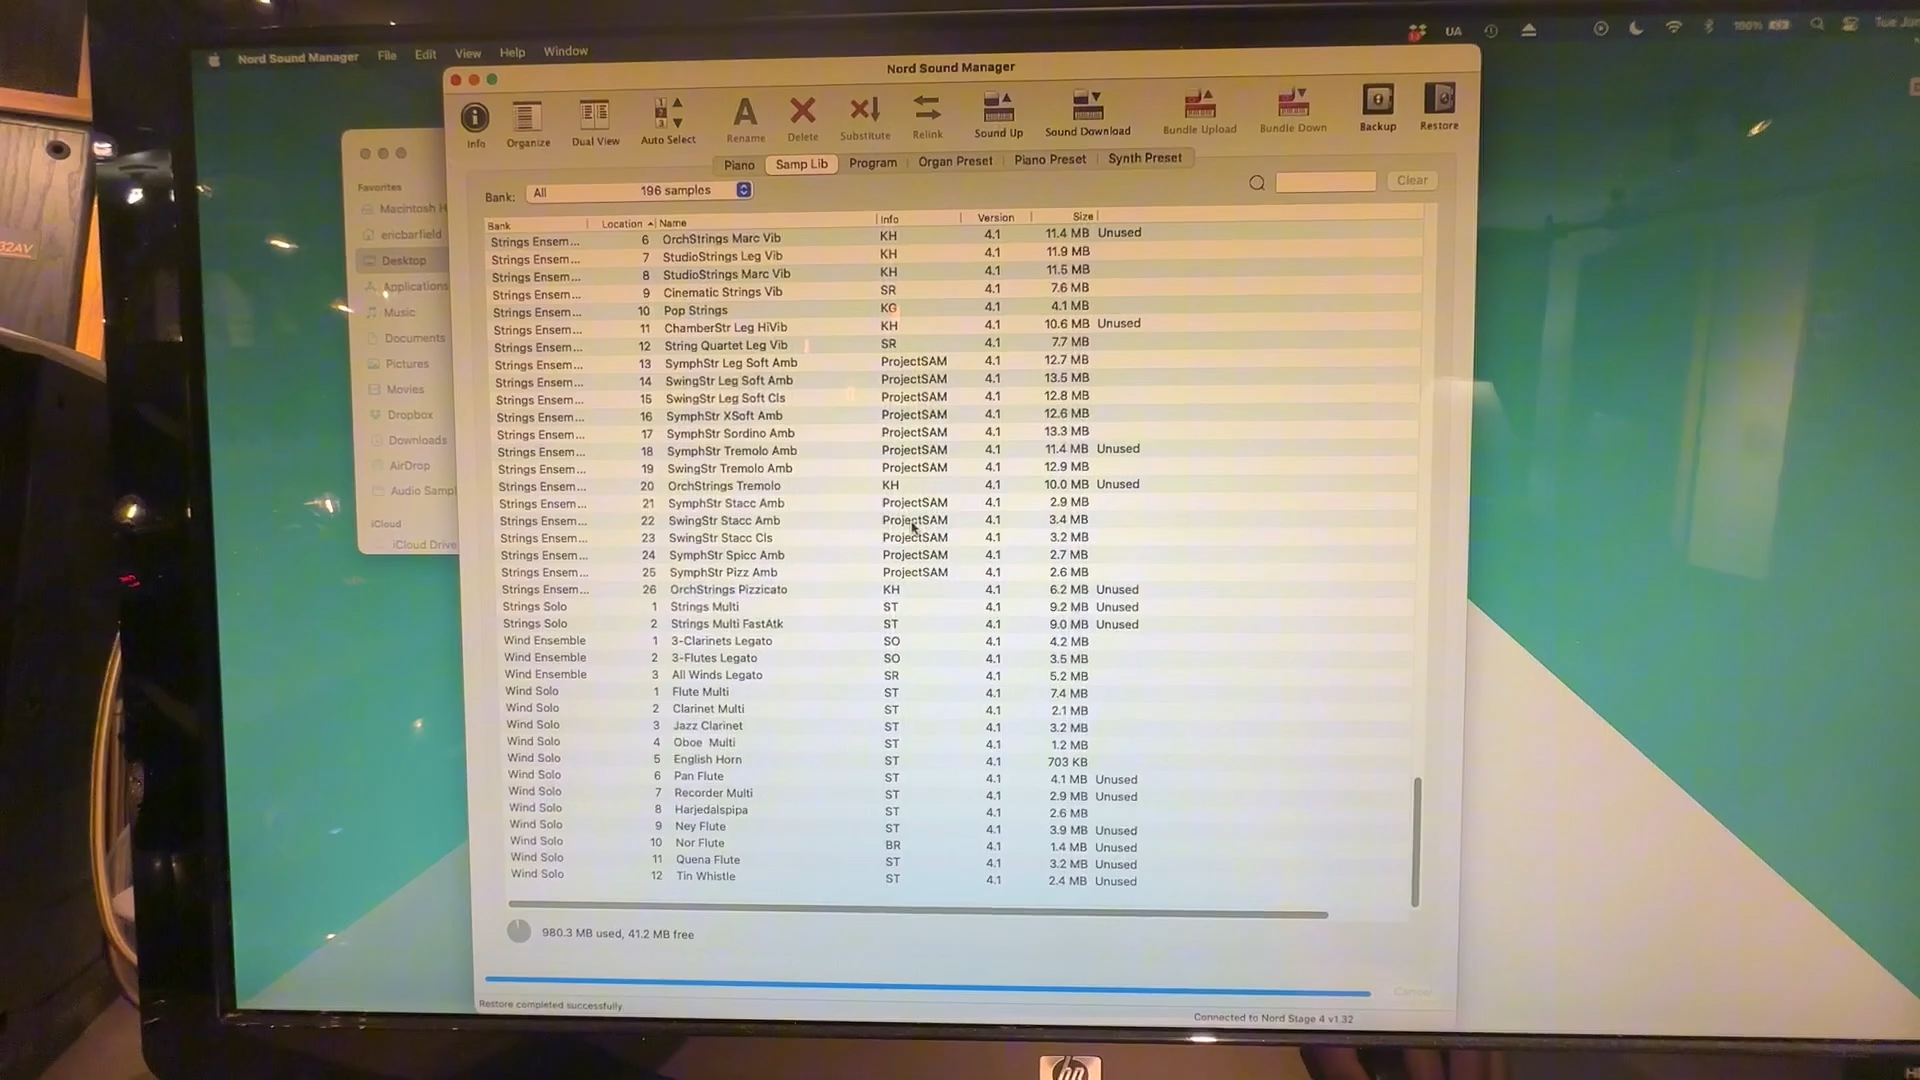 Nord Sound Manager File Edit View Help Window
UA 100% Tue Ju
Nord Sound Manager
Info Organize Dual View Auto Select Rename Delete Substitute Relink Sound Up Sound Download Bundle Upload Bundle Down Backup Restore
Piano Samp Lib Program Organ Preset Piano Preset Synth Preset
Bank: All 196 samples Clear
Bank Location Name Info Version Size
Strings Ensem... 6 OrchStrings Marc Vib KH 4.1 11.4 MB Unused
Strings Ensem... 7 StudioStrings Leg Vib KH 4.1 11.9 MB
Strings Ensem... 8 StudioStrings Marc Vib KH 4.1 11.5 MB
Strings Ensem... 9 Cinematic Strings Vib SR 4.1 7.6 MB
Strings Ensem... 10 Pop Strings KG 4.1 4.1 MB
Strings Ensem... 11 ChamberStr Leg HiVib KH 4.1 10.6 MB Unused
Strings Ensem... 12 String Quartet Leg Vib SR 4.1 7.7 MB
Strings Ensem... 13 SymphStr Leg Soft Amb ProjectSAM 4.1 12.7 MB
Strings Ensem... 14 SwingStr Leg Soft Amb ProjectSAM 4.1 13.5 MB
Strings Ensem... 15 SwingStr Leg Soft Cls ProjectSAM 4.1 12.8 MB
Strings Ensem... 16 SymphStr XSoft Amb ProjectSAM 4.1 12.6 MB
Strings Ensem... 17 SymphStr Sordino Amb ProjectSAM 4.1 13.3 MB
Strings Ensem... 18 SymphStr Tremolo Amb ProjectSAM 4.1 11.4 MB Unused
Strings Ensem... 19 SwingStr Tremolo Amb ProjectSAM 4.1 12.9 MB
Strings Ensem... 20 OrchStrings Tremolo KH 4.1 10.0 MB Unused
Strings Ensem... 21 SymphStr Stacc Amb ProjectSAM 4.1 2.9 MB
Strings Ensem... 22 SwingStr Stacc Amb ProjectSAM 4.1 3.4 MB
Strings Ensem... 23 SwingStr Stacc Cls ProjectSAM 4.1 3.2 MB
Strings Ensem... 24 SymphStr Spicc Amb ProjectSAM 4.1 2.7 MB
Strings Ensem... 25 SymphStr Pizz Amb ProjectSAM 4.1 2.6 MB
Strings Ensem... 26 OrchStrings Pizzicato KH 4.1 6.2 MB Unused
Strings Solo 1 Strings Multi ST 4.1 9.2 MB Unused
Strings Solo 2 Strings Multi FastAtk ST 4.1 9.0 MB Unused
Wind Ensemble 1 3-Clarinets Legato SO 4.1 4.2 MB
Wind Ensemble 2 3-Flutes Legato SO 4.1 3.5 MB
Wind Ensemble 3 All Winds Legato SR 4.1 5.2 MB
Wind Solo 1 Flute Multi ST 4.1 7.4 MB
Wind Solo 2 Clarinet Multi ST 4.1 2.1 MB
Wind Solo 3 Jazz Clarinet ST 4.1 3.2 MB
Wind Solo 4 Oboe Multi ST 4.1 1.2 MB
Wind Solo 5 English Horn ST 4.1 703 KB
Wind Solo 6 Pan Flute ST 4.1 4.1 MB Unused
Wind Solo 7 Recorder Multi ST 4.1 2.9 MB Unused
Wind Solo 8 Harjedalspipa ST 4.1 2.6 MB
Wind Solo 9 Ney Flute ST 4.1 3.9 MB Unused
Wind Solo 10 Nor Flute BR 4.1 1.4 MB Unused
Wind Solo 11 Quena Flute ST 4.1 3.2 MB Unused
Wind Solo 12 Tin Whistle ST 4.1 2.4 MB Unused
980.3 MB used, 41.2 MB free
Cancel
Restore completed successfully
Connected to Nord Stage 4 v1.32
Favorites
Macintosh H
ericbarfield
Desktop
Applications
Music
Documents
Pictures
Movies
Dropbox
Downloads
AirDrop
Audio Sampl
iCloud
iCloud Drive
32AV
hp